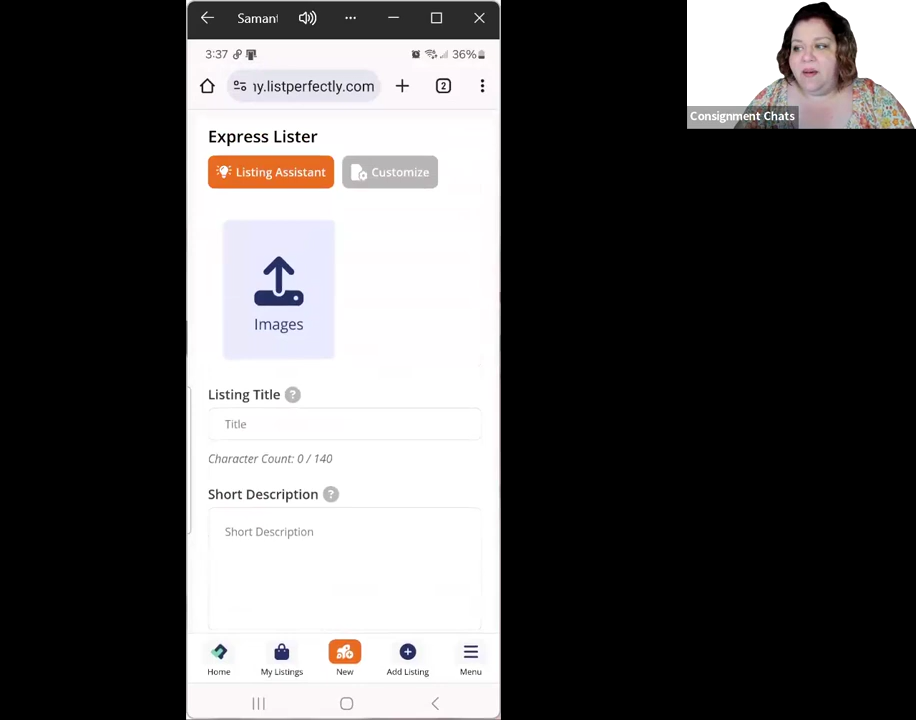 Samant
3:37
36%
ny.listperfectly.com
2
Express Lister
Listing Assistant
Customize
Images
Listing Title ?
Title
Character Count: 0 / 140
Short Description ?
Short Description
Home
My Listings
New
Add Listing
Menu
Consignment Chats